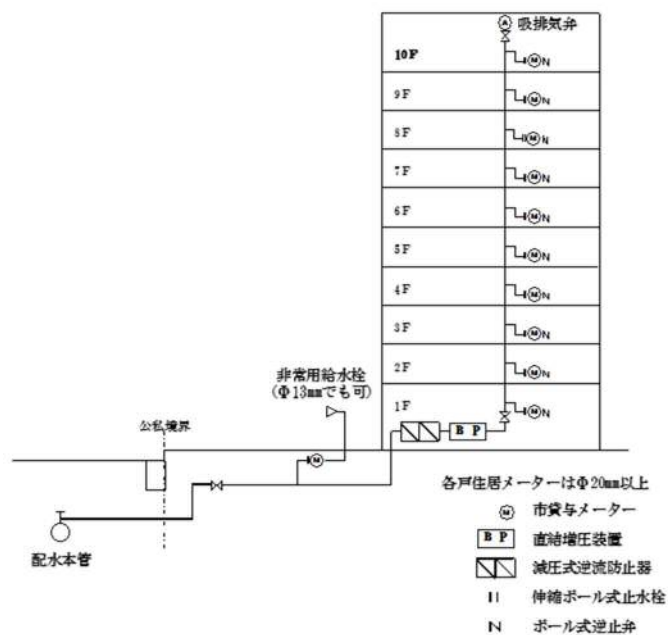 Ⓐ 吸排気弁
10F
Ⓜ N
9F
Ⓜ N
8F
Ⓜ N
7F
Ⓜ N
6F
Ⓜ N
5F
Ⓜ N
4F
Ⓜ N
3F
Ⓜ N
2F
Ⓜ N
1F
Ⓜ N
非常用給水栓
(Φ13mmでも可)
公私境界
B P
Ⓜ
配水本管
各戸住居メーターはΦ20mm以上
Ⓜ 市貸与メーター
B P 直結増圧装置
減圧式逆流防止器
伸縮ボール式止水栓
N ボール式逆止弁